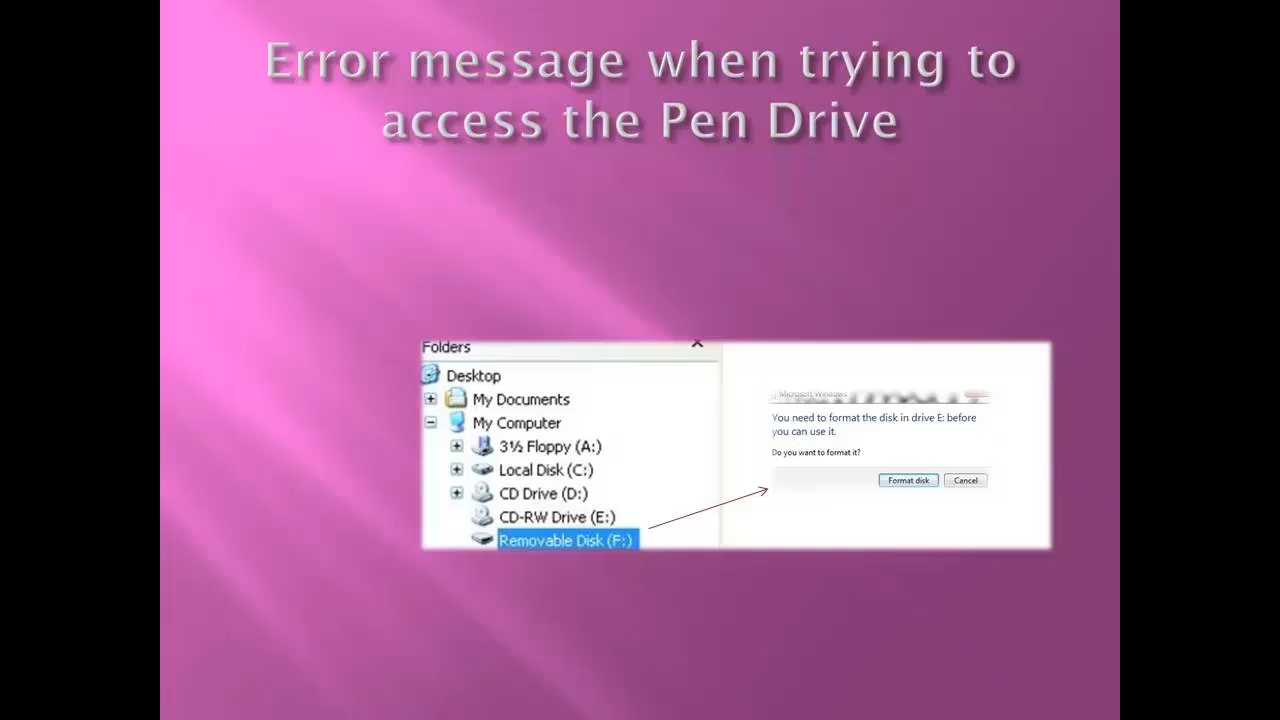 Error message when trying to
access the Pen Drive
Folders
Desktop
My Documents
My Computer
3½ Floppy (A:)
Local Disk (C:)
CD Drive (D:)
CD-RW Drive (E:)
Removable Disk (F:)
Microsoft Windows
You need to format the disk in drive E: before
you can use it.
Do you want to format it?
Format disk
Cancel